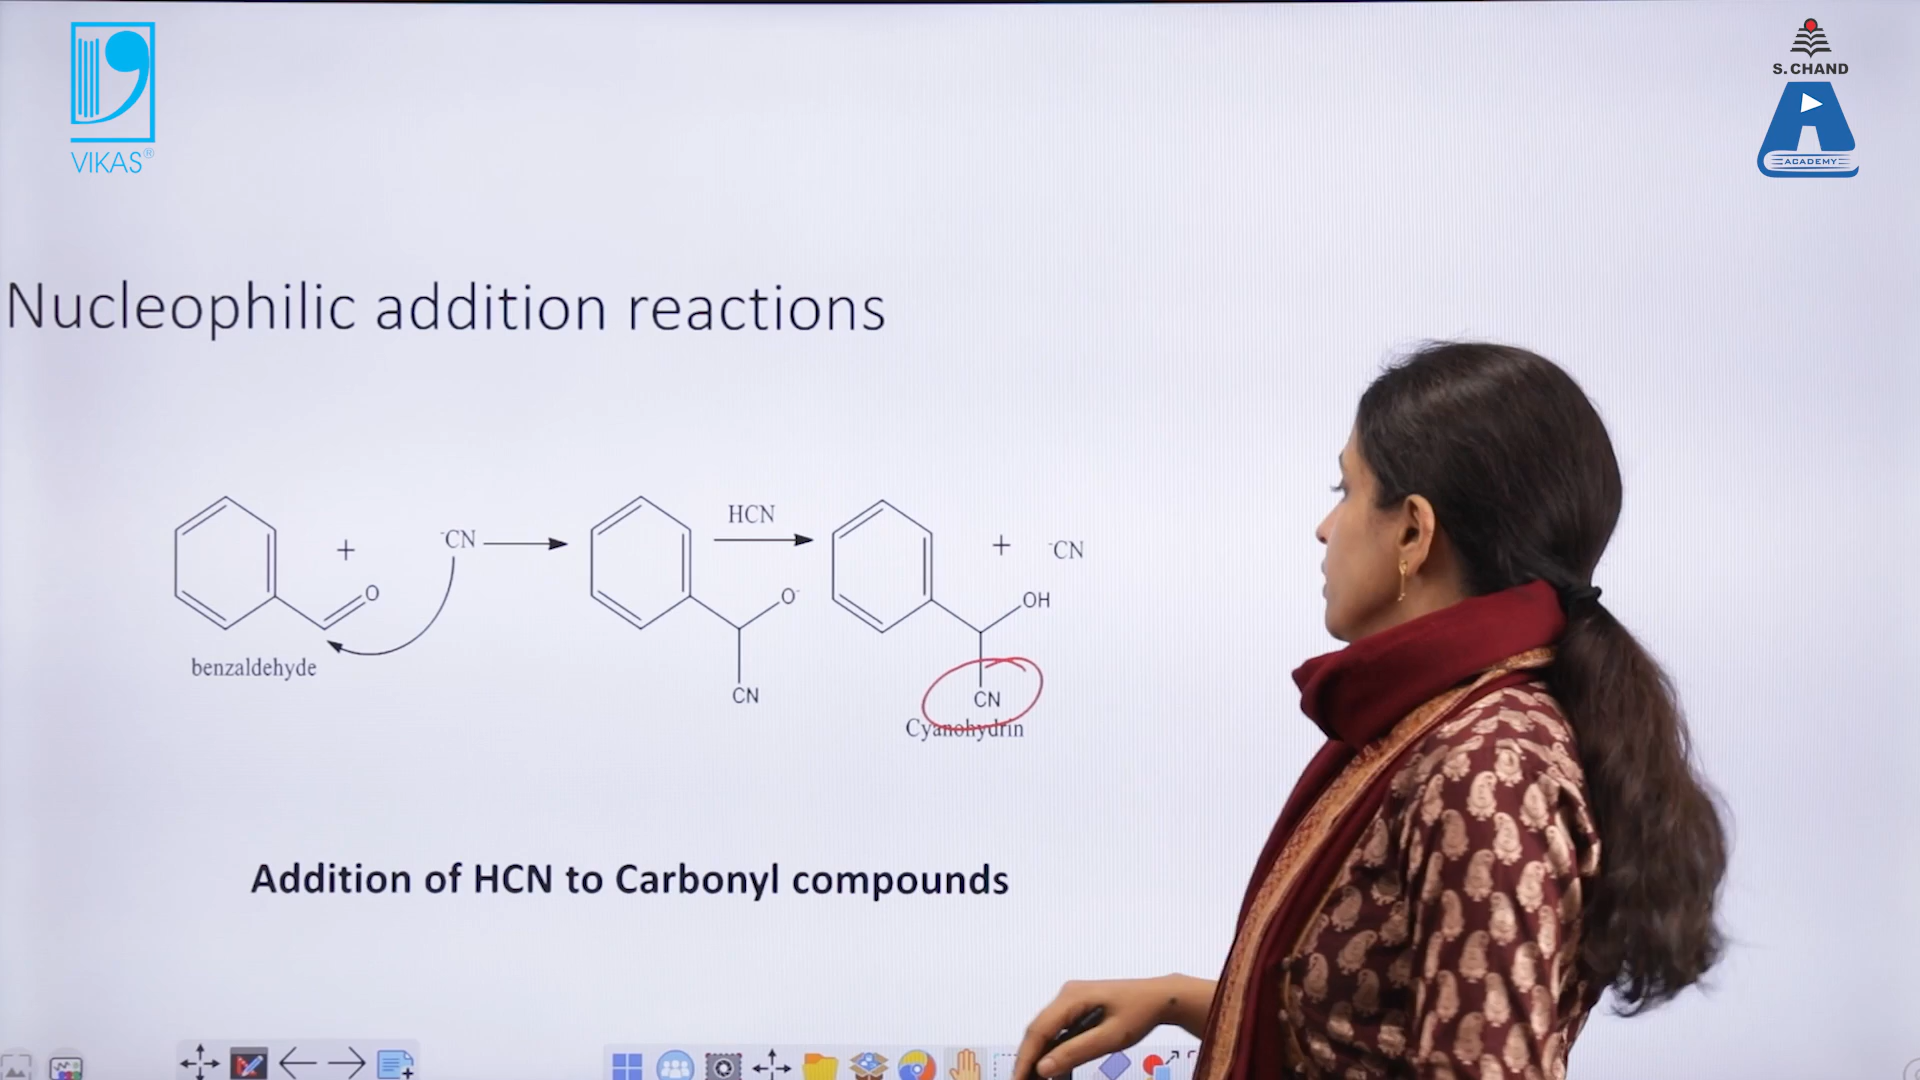 VIKAS®
S. CHAND
ACADEMY
Nucleophilic addition reactions
HCN
+
⁻CN
+
⁻CN
O
O⁻
OH
benzaldehyde
CN
CN
Cyanohydrin
Addition of HCN to Carbonyl compounds